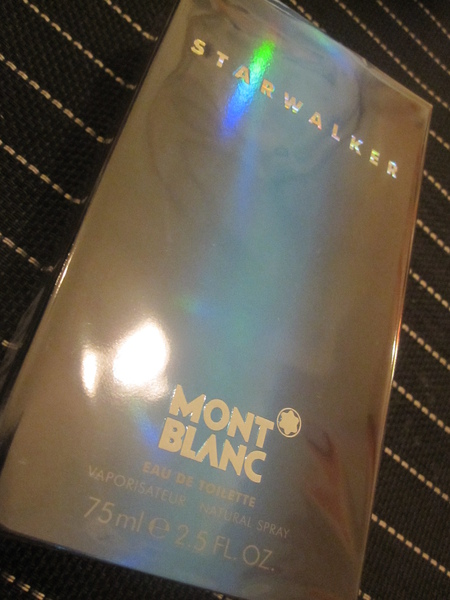 STARWALKER
MONT
BLANC
EAU DE TOILETTE
VAPORISATEUR NATURAL SPRAY
75ml e 2.5 FL. OZ.